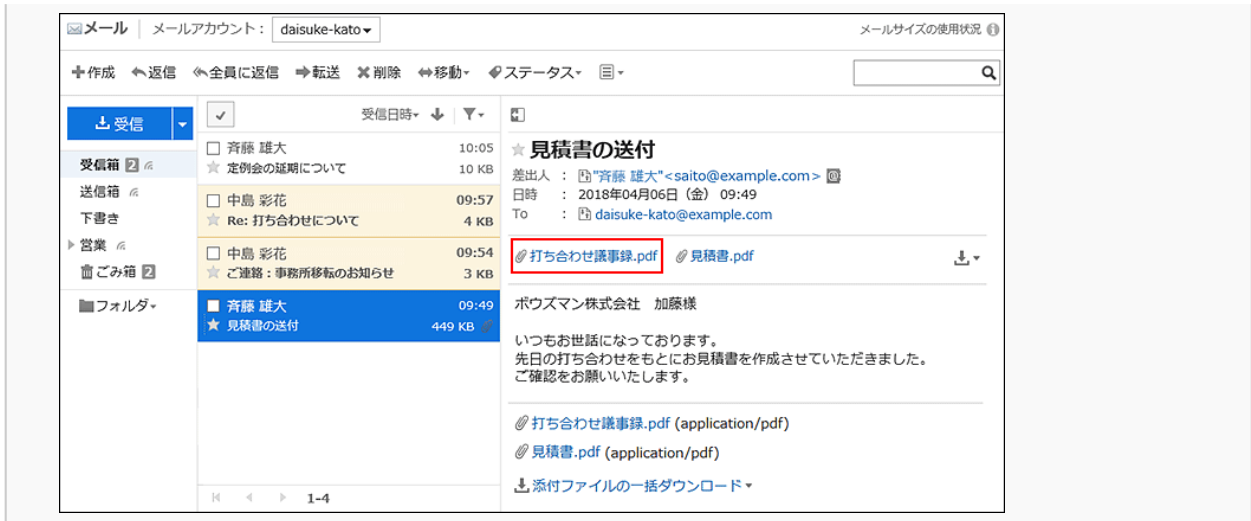 メール メールアカウント： daisuke-kato メールサイズの使用状況
作成 返信 全員に返信 転送 削除 移動 ステータス
受信
受信箱 2
送信箱
下書き
営業
ごみ箱 2
フォルダ
受信日時
斉藤 雄大 10:05
定例会の延期について 10 KB
中島 彩花 09:57
Re: 打ち合わせについて 4 KB
中島 彩花 09:54
ご連絡：事務所移転のお知らせ 3 KB
斉藤 雄大 09:49
見積書の送付 449 KB
1-4
見積書の送付
差出人 ： "斉藤 雄大"<saito@example.com>
日時 ： 2018年04月06日（金） 09:49
To ： daisuke-kato@example.com
打ち合わせ議事録.pdf 見積書.pdf
ボウズマン株式会社 加藤様
いつもお世話になっております。
先日の打ち合わせをもとにお見積書を作成させていただきました。
ご確認をお願いいたします。
打ち合わせ議事録.pdf (application/pdf)
見積書.pdf (application/pdf)
添付ファイルの一括ダウンロード